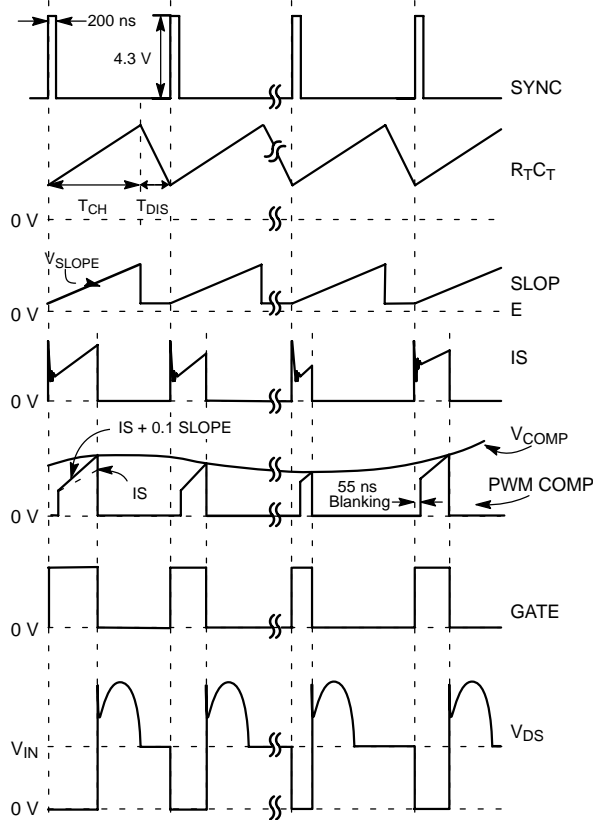 200 ns
4.3 V
SYNC
RTCT
TCH
TDIS
0 V
VSLOPE
SLOP
E
0 V
IS
0 V
IS + 0.1 SLOPE
VCOMP
IS
55 ns
Blanking
PWM COMP
0 V
GATE
0 V
VIN
VDS
0 V